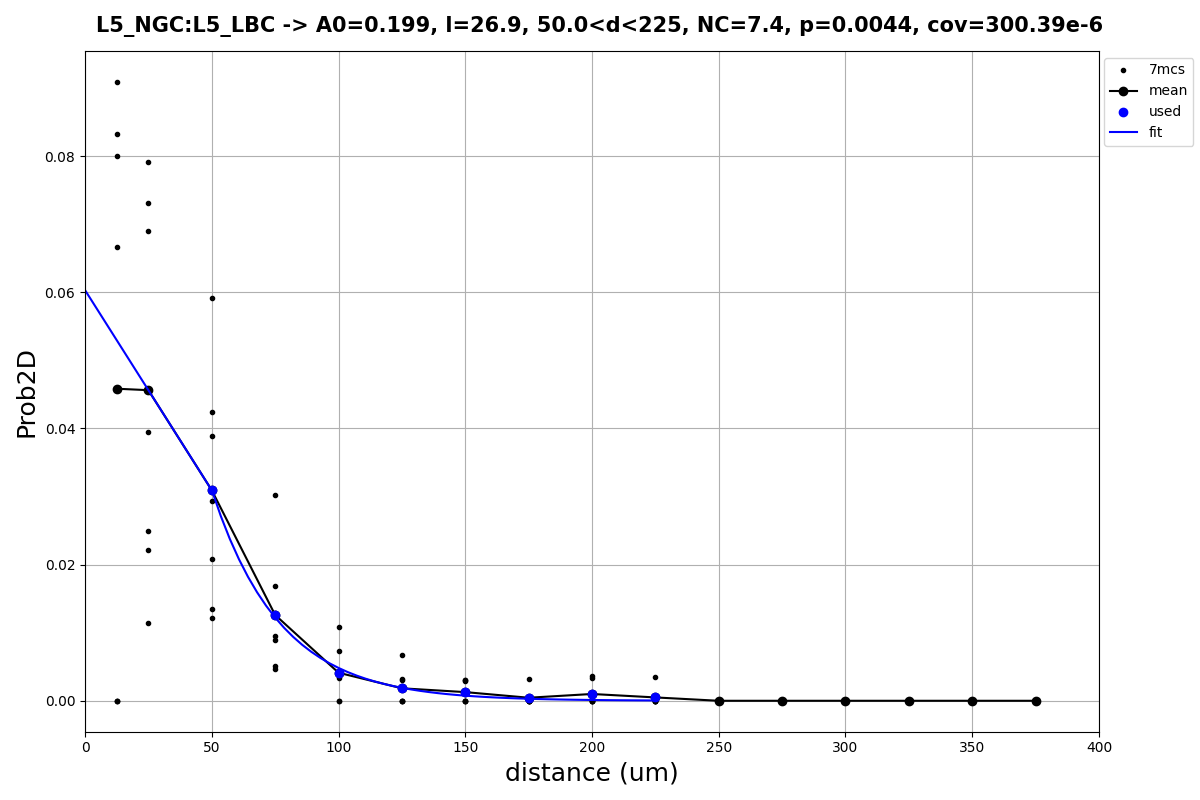 L5_NGC:L5_LBC -> A0=0.199, l=26.9, 50.0<d<225, NC=7.4, p=0.0044, cov=300.39e-6
7mcs
mean
used
fit
Prob2D
0.08
0.06
0.04
0.02
0.00
0 50 100 150 200 250 300 350 400
distance (um)